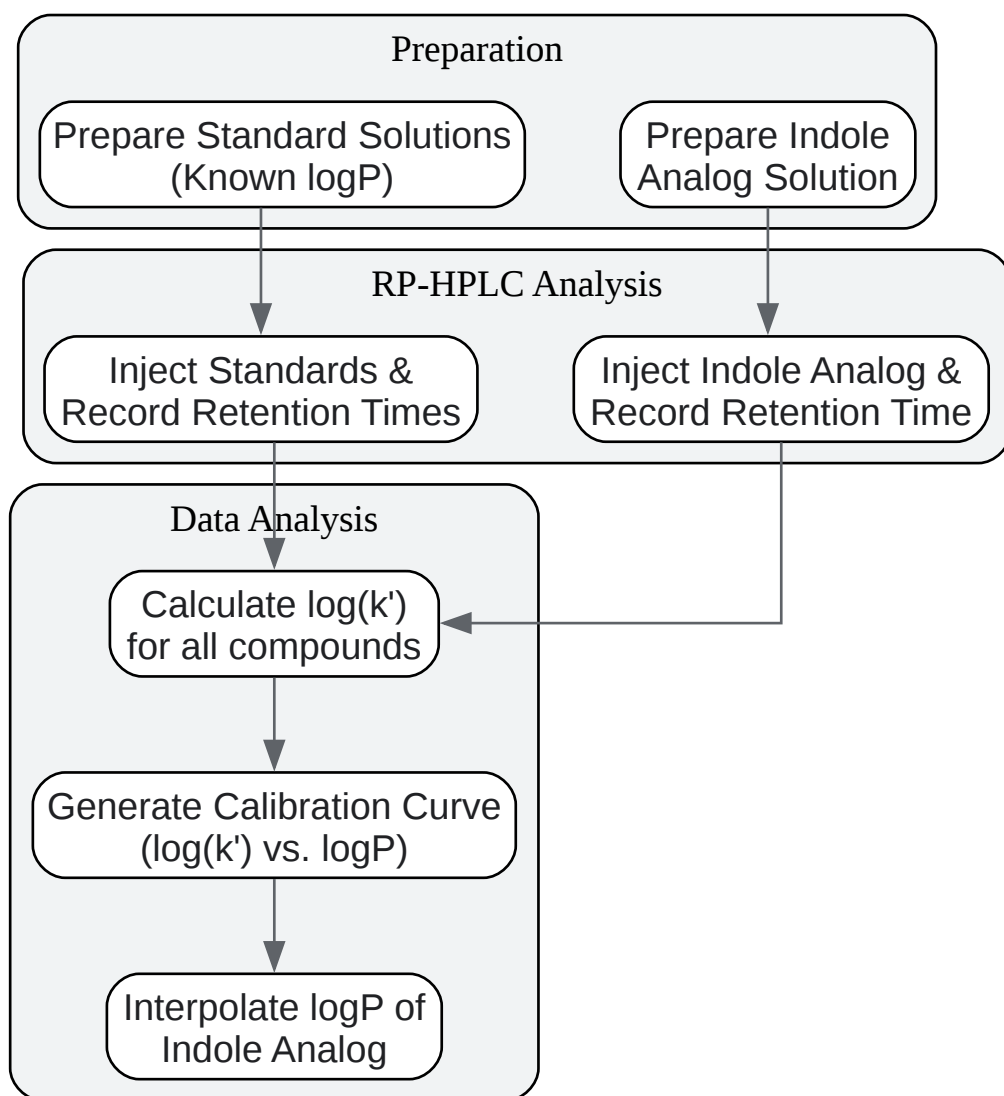 Preparation
Prepare Standard Solutions
(Known logP)
Prepare Indole
Analog Solution
RP-HPLC Analysis
Inject Standards &
Record Retention Times
Inject Indole Analog &
Record Retention Time
Data Analysis
Calculate log(k')
for all compounds
Generate Calibration Curve
(log(k') vs. logP)
Interpolate logP of
Indole Analog